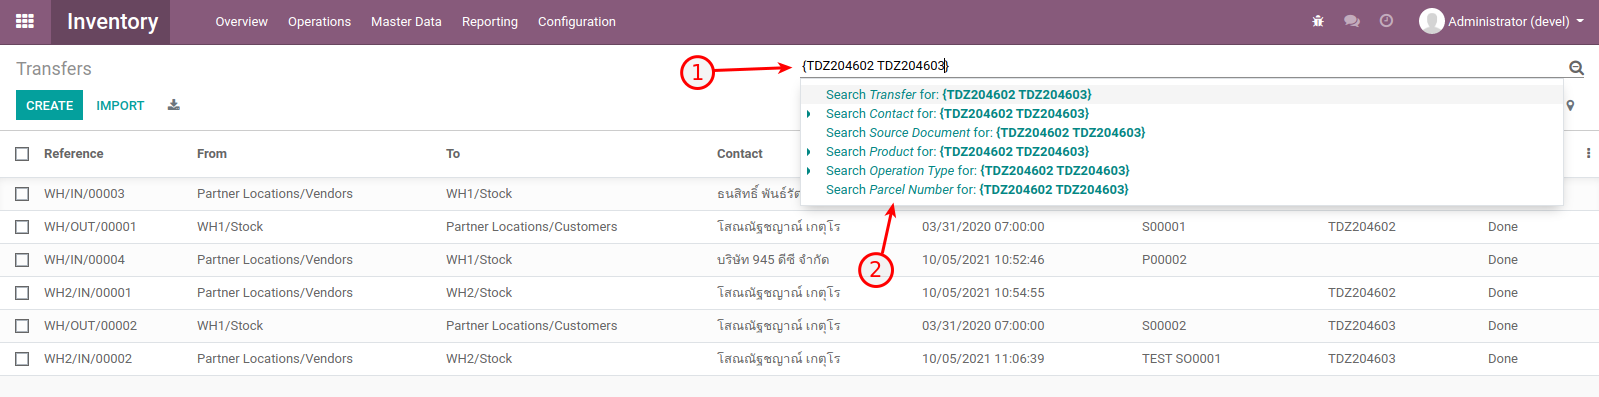 Inventory Overview Operations Master Data Reporting Configuration Administrator (devel)
Transfers
1
{TDZ204602 TDZ204603}
CREATE IMPORT
Search Transfer for: {TDZ204602 TDZ204603}
Search Contact for: {TDZ204602 TDZ204603}
Search Source Document for: {TDZ204602 TDZ204603}
Search Product for: {TDZ204602 TDZ204603}
Search Operation Type for: {TDZ204602 TDZ204603}
Search Parcel Number for: {TDZ204602 TDZ204603}
2
Reference From To Contact
WH/IN/00003 Partner Locations/Vendors WH1/Stock ธนสิทธิ์
WH/OUT/00001 WH1/Stock Partner Locations/Customers โสณณัฐชญาณ์ เกตุโร 03/31/2020 07:00:00 S00001 TDZ204602 Done
WH/IN/00004 Partner Locations/Vendors WH1/Stock บริษัท 945 ดีซี จำกัด 10/05/2021 10:52:46 P00002 Done
WH2/IN/00001 Partner Locations/Vendors WH2/Stock โสณณัฐชญาณ์ เกตุโร 10/05/2021 10:54:55 TDZ204602 Done
WH/OUT/00002 WH1/Stock Partner Locations/Customers โสณณัฐชญาณ์ เกตุโร 03/31/2020 07:00:00 S00002 TDZ204603 Done
WH2/IN/00002 Partner Locations/Vendors WH2/Stock โสณณัฐชญาณ์ เกตุโร 10/05/2021 11:06:39 TEST SO0001 TDZ204603 Done